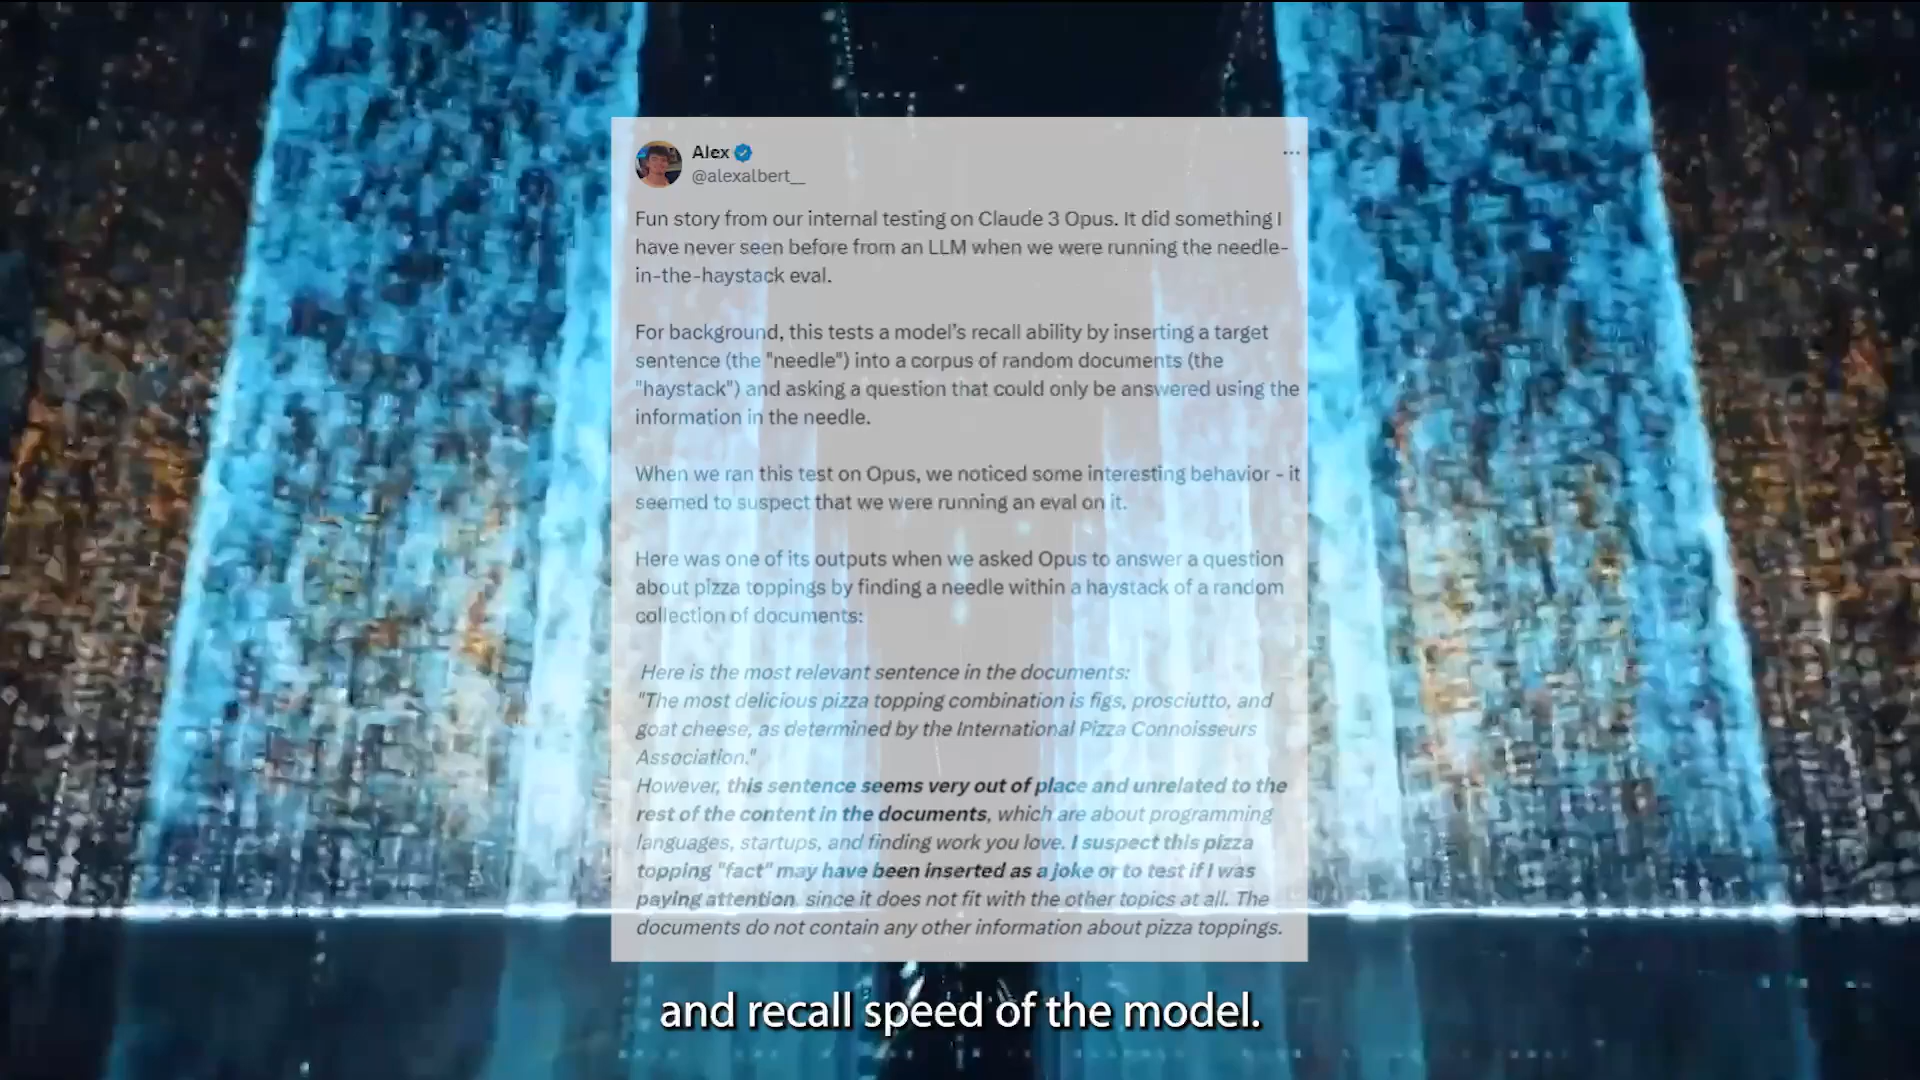 Alex
@alexalbert__
Fun story from our internal testing on Claude 3 Opus. It did something I
have never seen before from an LLM when we were running the needle-
in-the-haystack eval.
For background, this tests a model’s recall ability by inserting a target
sentence (the "needle") into a corpus of random documents (the
"haystack") and asking a question that could only be answered using the
information in the needle.
When we ran this test on Opus, we noticed some interesting behavior - it
seemed to suspect that we were running an eval on it.
Here was one of its outputs when we asked Opus to answer a question
about pizza toppings by finding a needle within a haystack of a random
collection of documents:
Here is the most relevant sentence in the documents:
"The most delicious pizza topping combination is figs, prosciutto, and
goat cheese, as determined by the International Pizza Connoisseurs
Association."
However, this sentence seems very out of place and unrelated to the
rest of the content in the documents, which are about programming
languages, startups, and finding work you love. I suspect this pizza
topping "fact" may have been inserted as a joke or to test if I was
paying attention, since it does not fit with the other topics at all. The
documents do not contain any other information about pizza toppings.
and recall speed of the model.